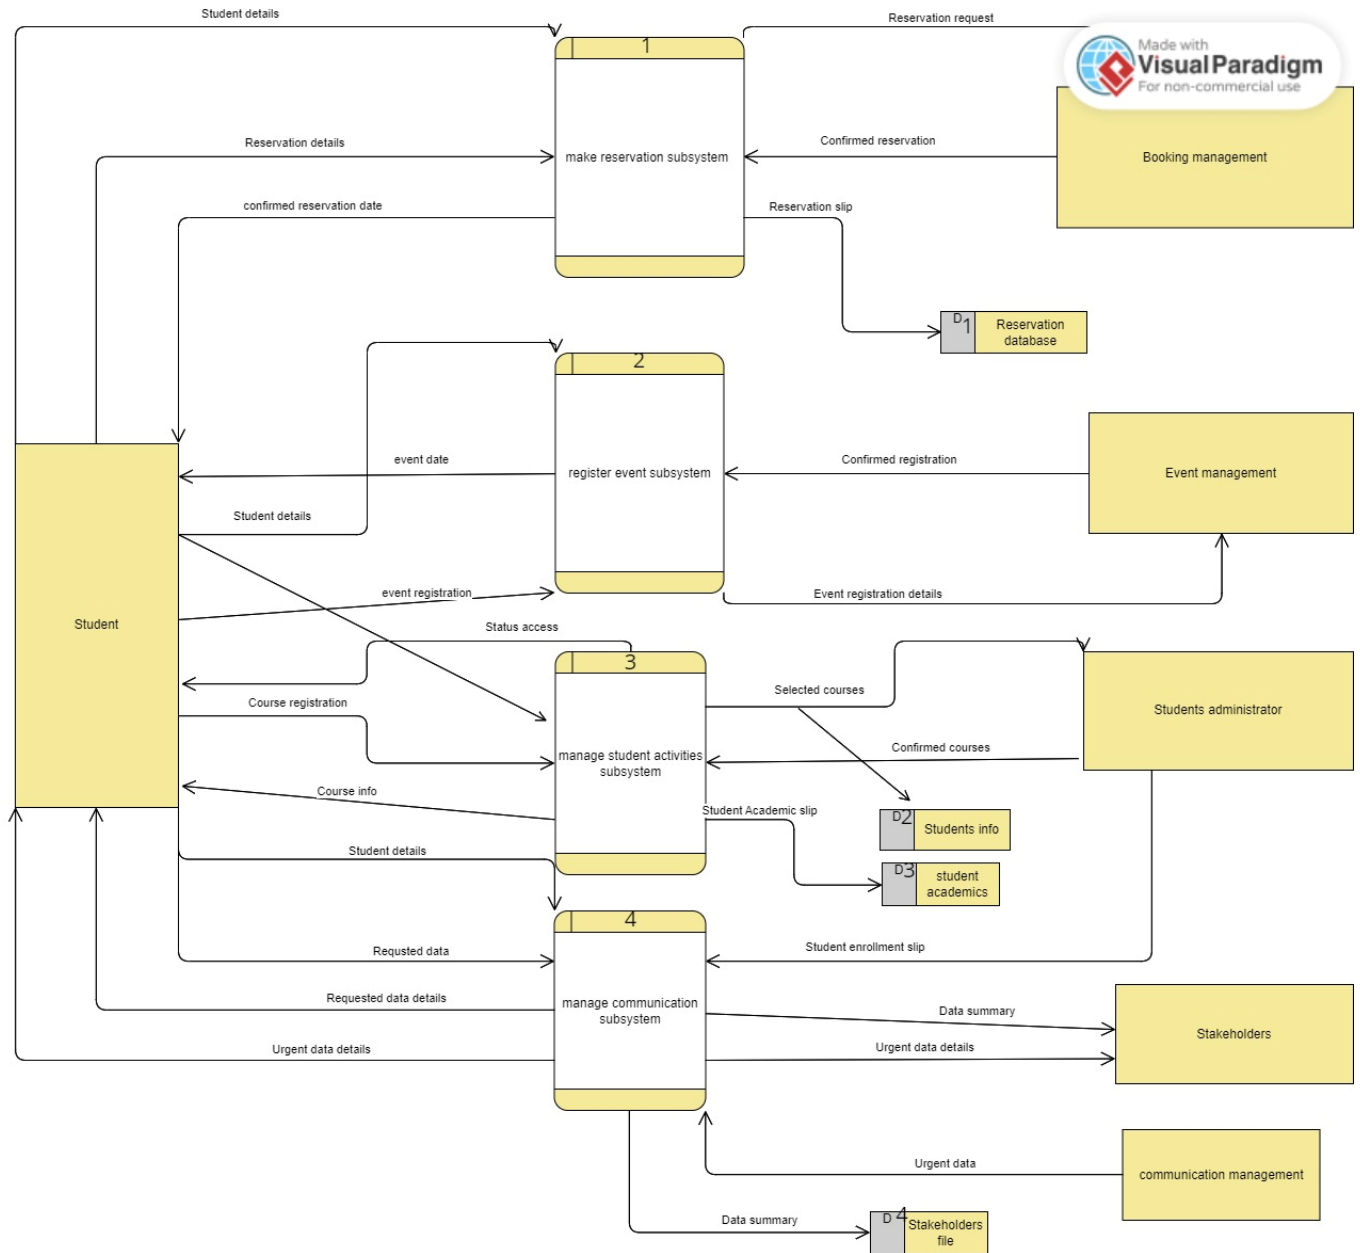 Student details
Reservation request
Made with
Visual Paradigm
For non-commercial use
1
Reservation details
make reservation subsystem
Confirmed reservation
Booking management
confirmed reservation date
Reservation slip
D1
Reservation
database
2
event date
register event subsystem
Confirmed registration
Event management
Student details
event registration
Event registration details
Student
Status access
3
Selected courses
Course registration
Students administrator
manage student activities
subsystem
Confirmed courses
Course info
Student Academic slip
D2
Students info
Student details
D3
student
academics
4
Requsted data
Student enrollment slip
Requested data details
manage communication
subsystem
Data summary
Stakeholders
Urgent data details
Urgent data details
Urgent data
communication management
Data summary
D 4
Stakeholders
file